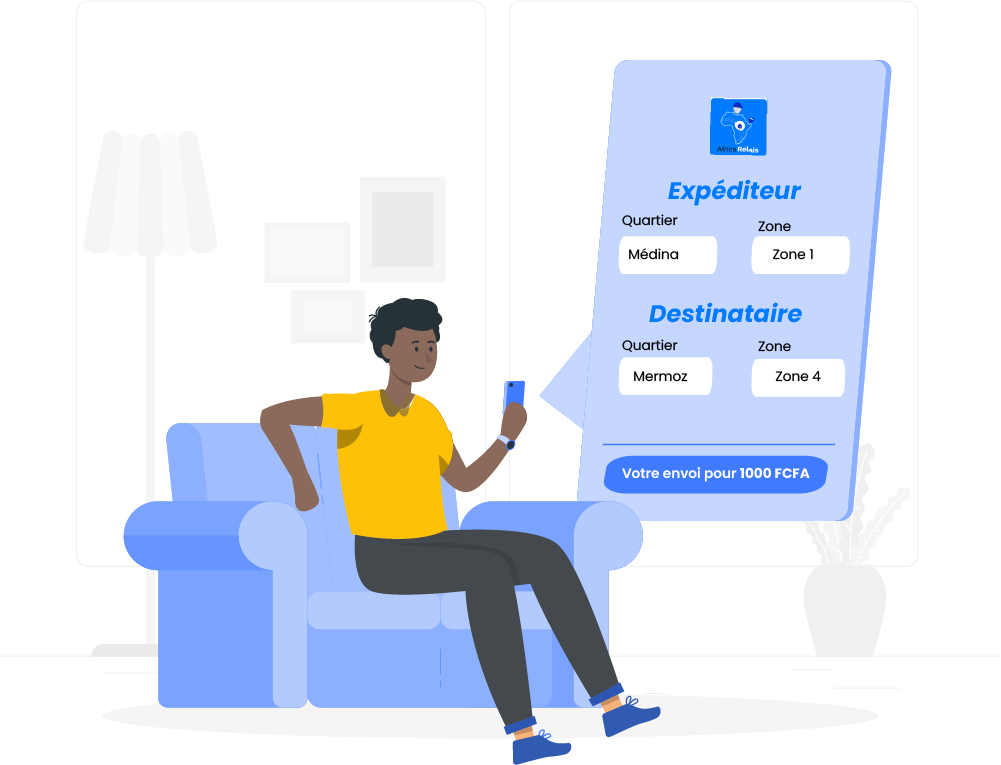 Africa Relais
Expéditeur
Quartier
Zone
Médina
Zone 1
Destinataire
Quartier
Zone
Mermoz
Zone 4
Votre envoi pour 1000 FCFA